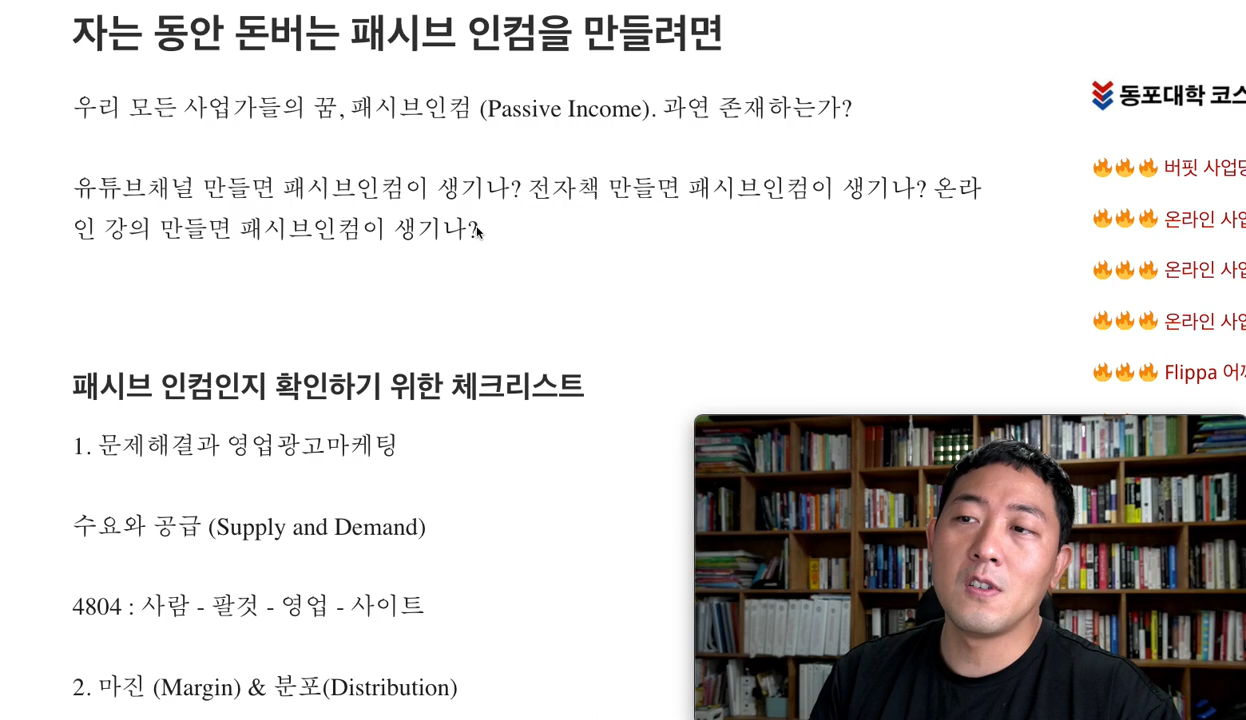 자는 동안 돈버는 패시브 인컴을 만들려면
우리 모든 사업가들의 꿈, 패시브인컴 (Passive Income). 과연 존재하는가?
유튜브채널 만들면 패시브인컴이 생기나? 전자책 만들면 패시브인컴이 생기나? 온라
인 강의 만들면 패시브인컴이 생기나?
패시브 인컴인지 확인하기 위한 체크리스트
1. 문제해결과 영업광고마케팅
수요와 공급 (Supply and Demand)
4804 : 사람 - 팔것 - 영업 - 사이트
2. 마진 (Margin) & 분포(Distribution)
동포대학 코스
🔥🔥🔥 버핏 사업
🔥🔥🔥 온라인 사업
🔥🔥🔥 온라인 사업
🔥🔥🔥 온라인 사업
🔥🔥🔥 Flippa